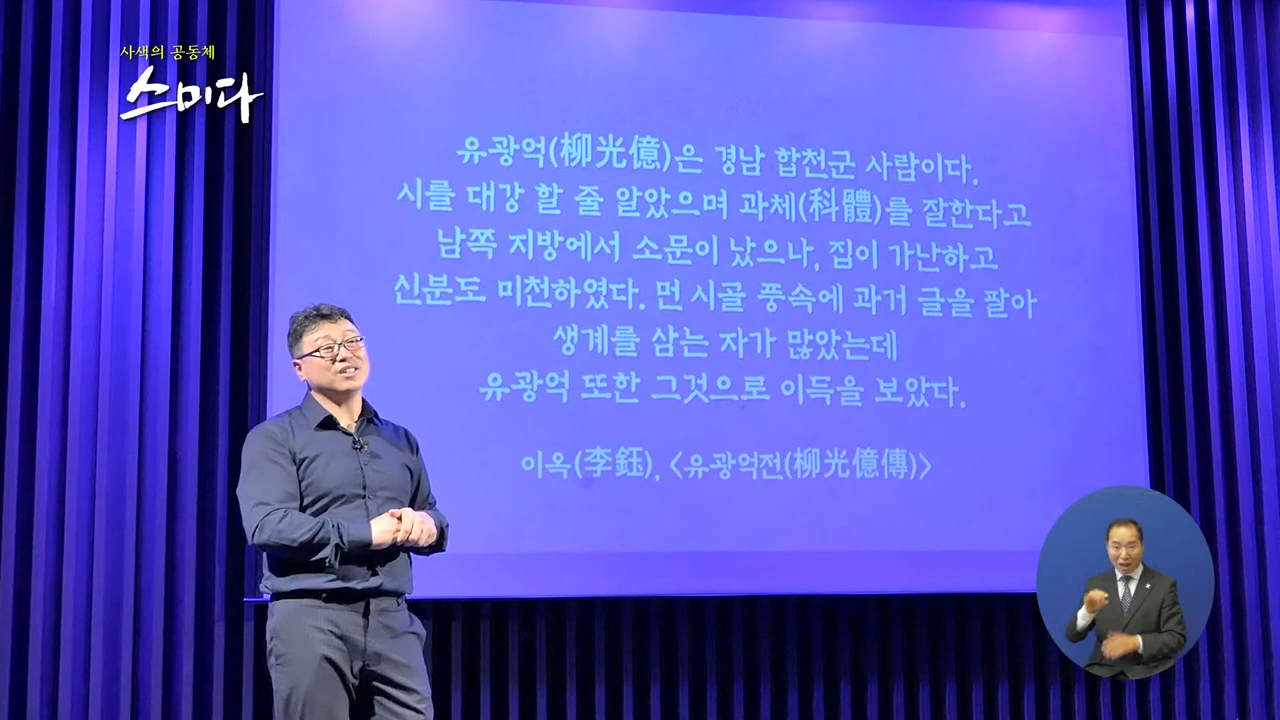 사색의 공동체
스미다
유광억(柳光億)은 경남 합천군 사람이다.
시를 대강 할 줄 알았으며 과체(科體)를 잘한다고
남쪽 지방에서 소문이 났으나, 집이 가난하고
신분도 미천하였다. 먼 시골 풍속에 과거 글을 팔아
생계를 삼는 자가 많았는데
유광억 또한 그것으로 이득을 보았다.
이옥(李鈺), <유광억전(柳光億傳)>